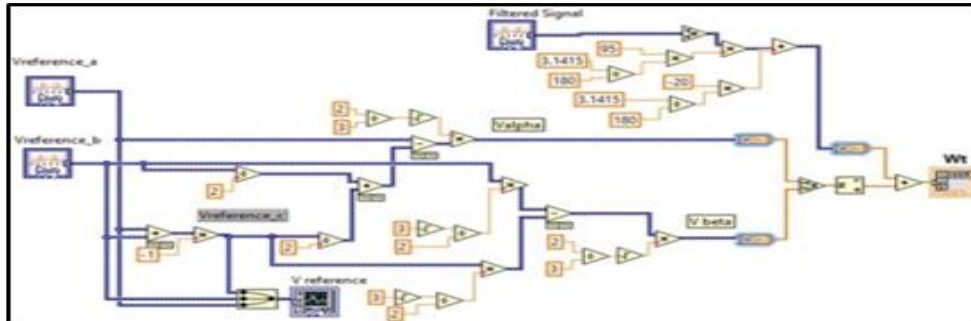 Filtered Signal
95
3.1415
180
-20
3.1415
180
Vreference_a
2
3
Valpha
Vreference_b
Wt
2
Vreference_c
3
2
2
V beta
-1
2
3
V reference
3
2